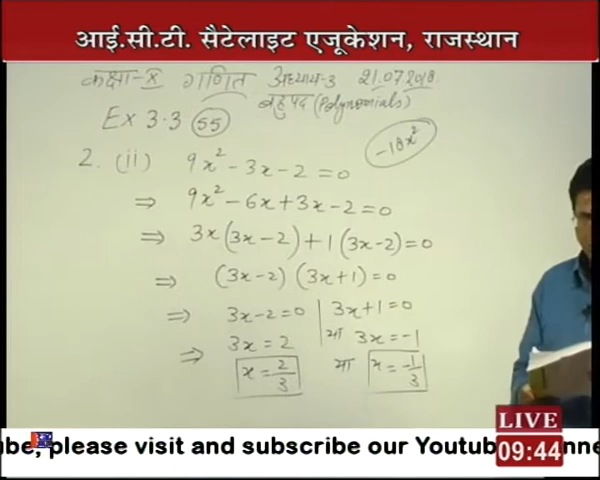 आई.सी.टी. सैटेलाइट एजूकेशन, राजस्थान
कक्षा-X गणित अध्याय-3 21.07.2018
बहुपद (Polynomials)
Ex 3.3 (55)
-18x²
2. (ii) 9x² - 3x - 2 = 0
⇒ 9x² - 6x + 3x - 2 = 0
⇒ 3x(3x - 2) + 1(3x - 2) = 0
⇒ (3x - 2) (3x + 1) = 0
⇒ 3x - 2 = 0 | 3x + 1 = 0
3x = 2 या 3x = -1
⇒ x = 2/3 या x = -1/3
LIVE
be, please visit and subscribe our Youtub
09:44